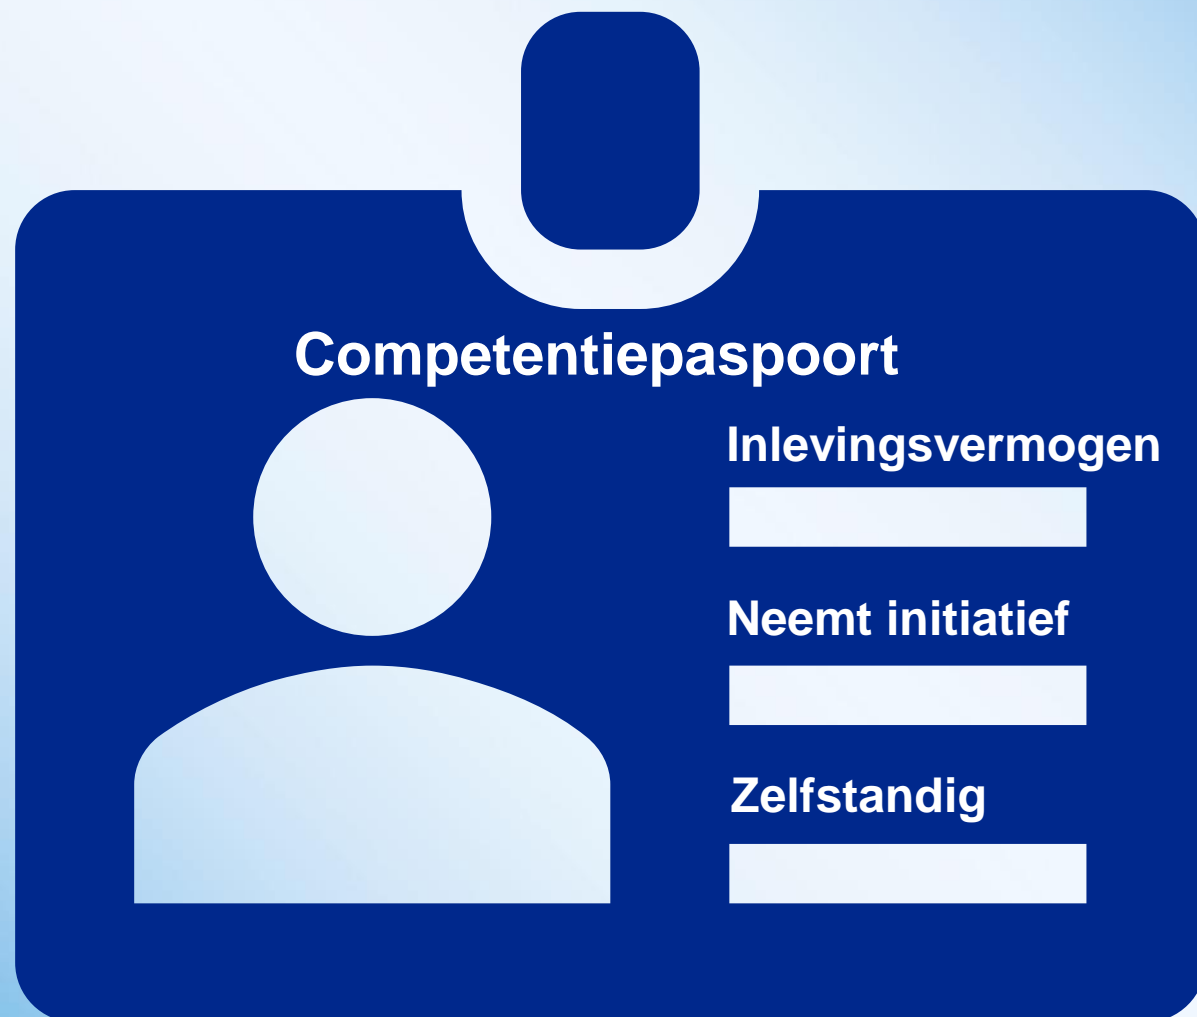 Competentiepaspoort
Inlevingsvermogen
Neemt initiatief
Zelfstandig